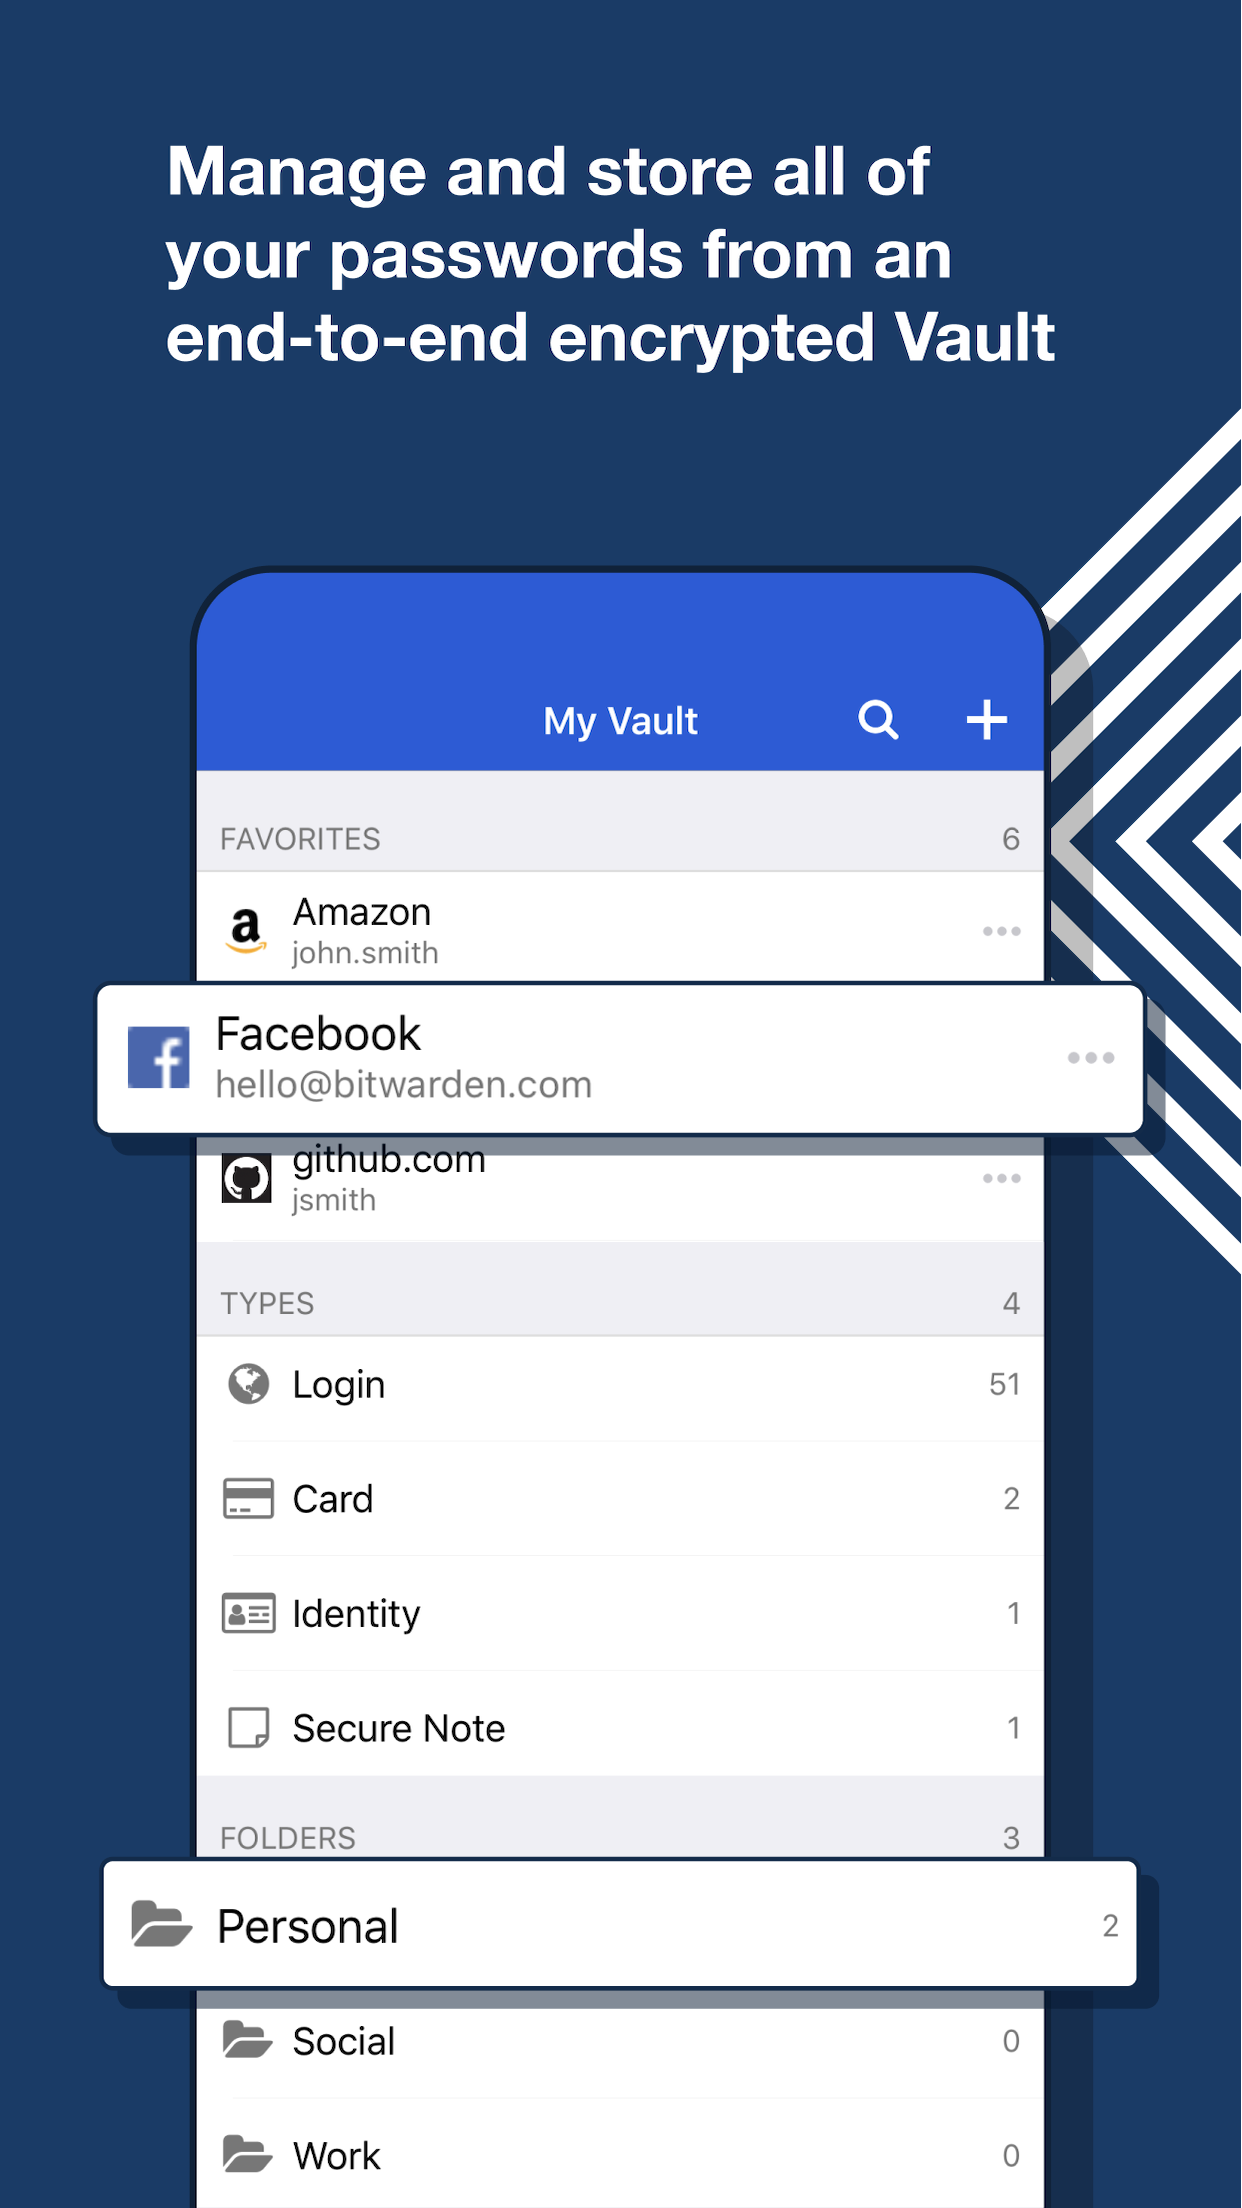 Manage and store all of
your passwords from an
end-to-end encrypted Vault
My Vault
FAVORITES 6
Amazon
john.smith
Facebook
hello@bitwarden.com
github.com
jsmith
TYPES 4
Login 51
Card 2
Identity 1
Secure Note 1
FOLDERS 3
Personal 2
Social 0
Work 0